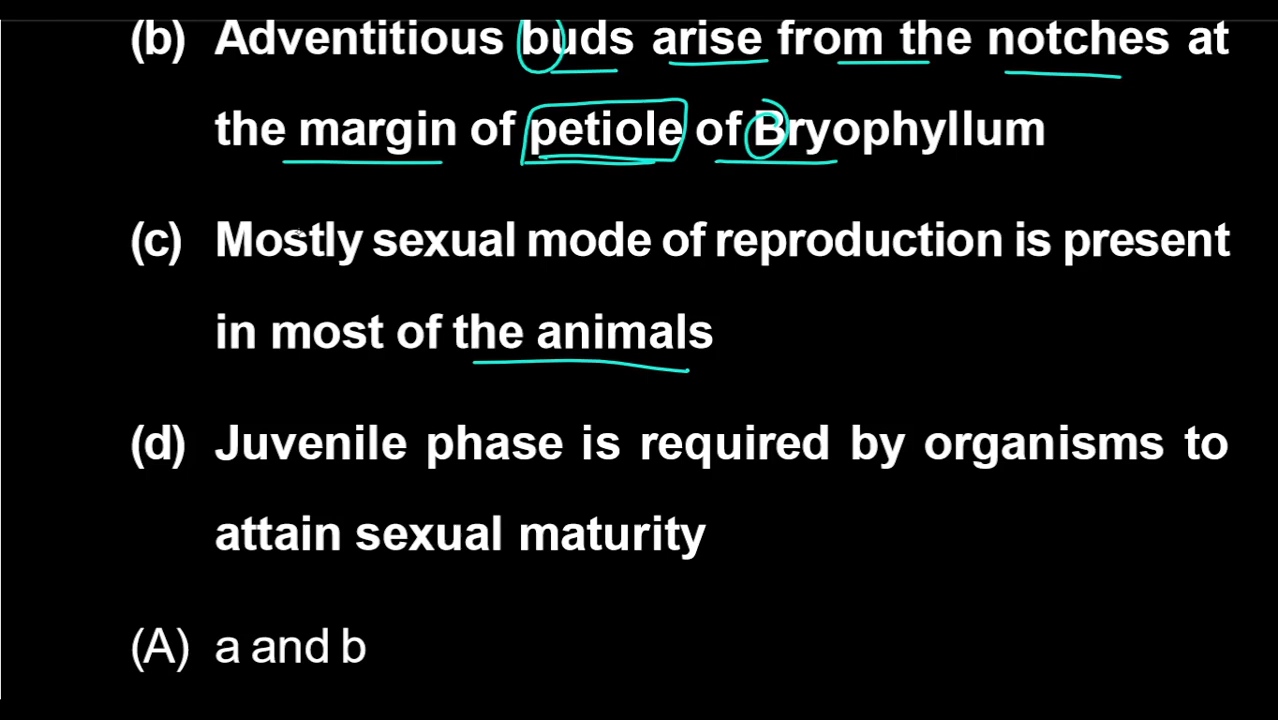 (b) Adventitious buds arise from the notches at
the margin of petiole of Bryophyllum
(c) Mostly sexual mode of reproduction is present
in most of the animals
(d) Juvenile phase is required by organisms to
attain sexual maturity
(A) a and b